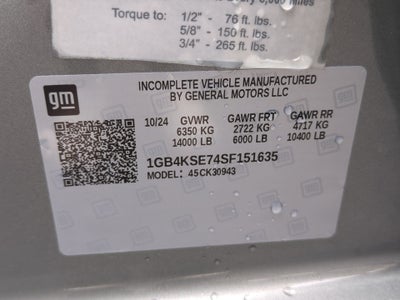 Torque to: 1/2" - 76 ft. lbs.
5/8" - 150 ft. lbs.
3/4" - 265 ft. lbs.
gm
INCOMPLETE VEHICLE MANUFACTURED
BY GENERAL MOTORS LLC
10/24 GVWR GAWR FRT GAWR RR
6350 KG 2722 KG 4717 KG
14000 LB 6000 LB 10400 LB
1GB4KSE74SF151635
MODEL: 45CK30943